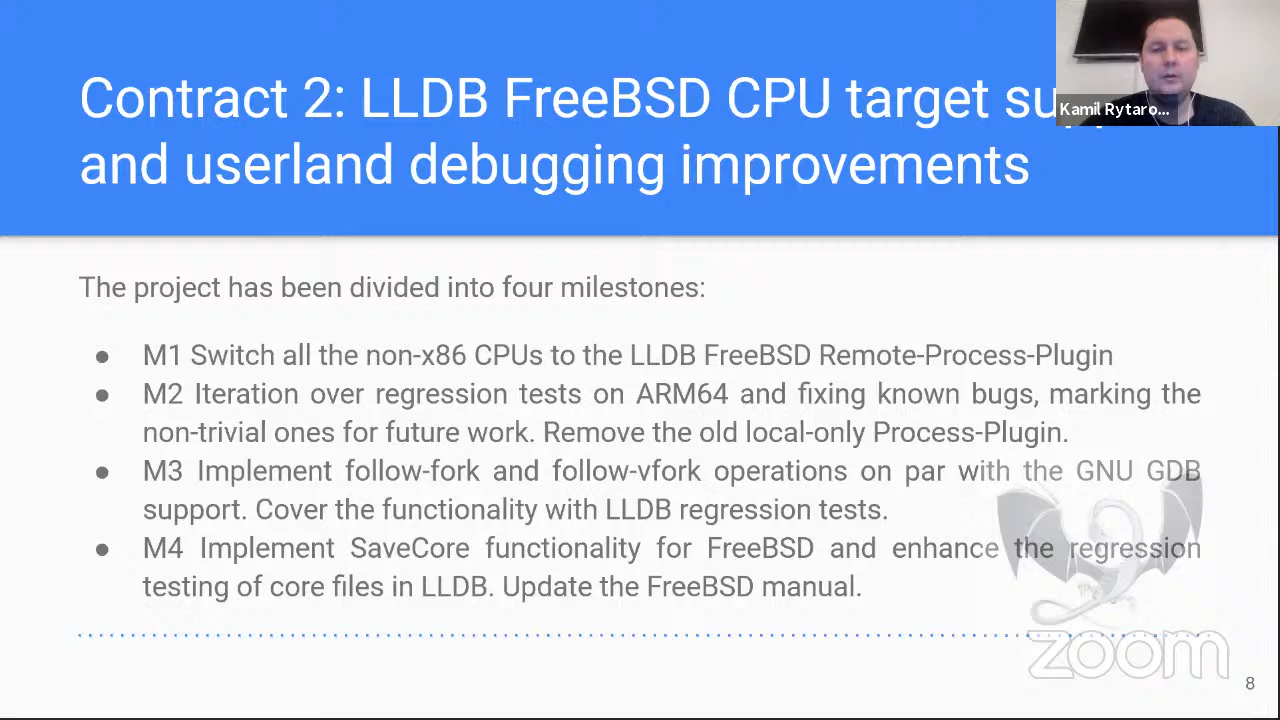 Contract 2: LLDB FreeBSD CPU target
and userland debugging improvements
Kamil Rytaro...
The project has been divided into four milestones:
● M1 Switch all the non-x86 CPUs to the LLDB FreeBSD Remote-Process-Plugin
● M2 Iteration over regression tests on ARM64 and fixing known bugs, marking the
non-trivial ones for future work. Remove the old local-only Process-Plugin.
● M3 Implement follow-fork and follow-vfork operations on par with the GNU GDB
support. Cover the functionality with LLDB regression tests.
● M4 Implement SaveCore functionality for FreeBSD and enhance the regression
testing of core files in LLDB. Update the FreeBSD manual.
zoom
8